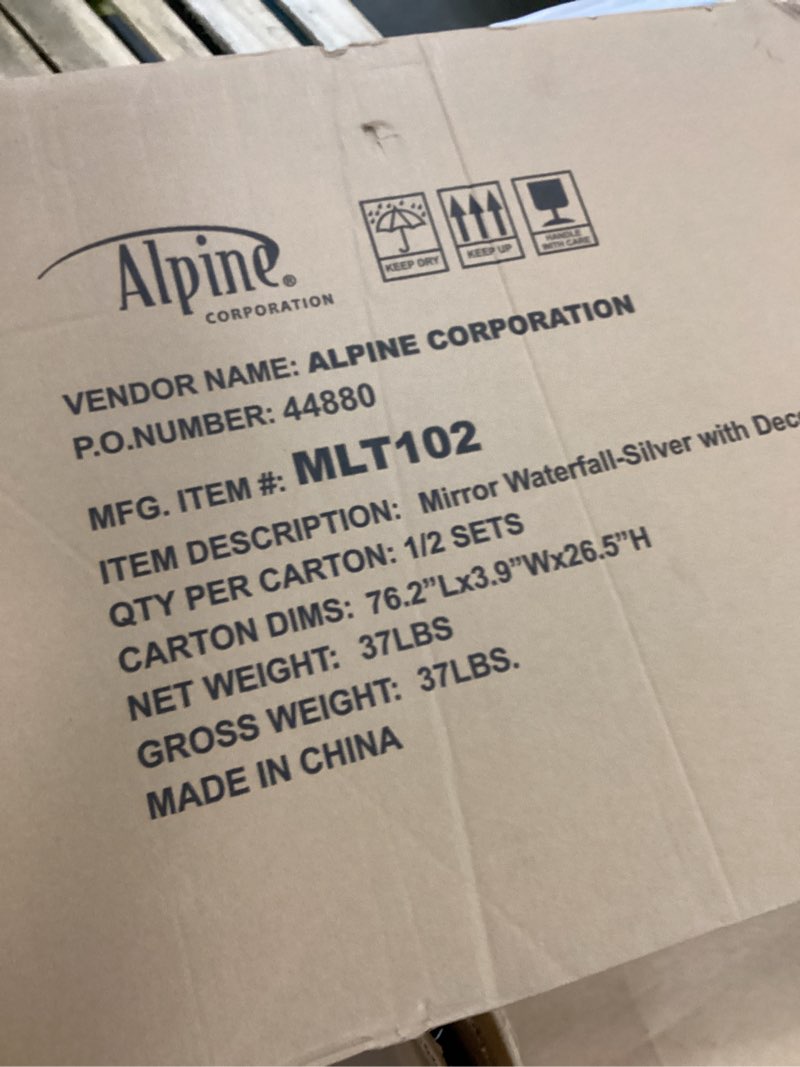 Alpine®
CORPORATION
KEEP DRY
KEEP UP
HANDLE
WITH CARE
VENDOR NAME: ALPINE CORPORATION
P.O.NUMBER: 44880
MFG. ITEM #: MLT102
ITEM DESCRIPTION: Mirror Waterfall-Silver with
QTY PER CARTON: 1/2 SETS
CARTON DIMS: 76.2”Lx3.9”Wx26.5”H
NET WEIGHT: 37LBS
GROSS WEIGHT: 37LBS.
MADE IN CHINA